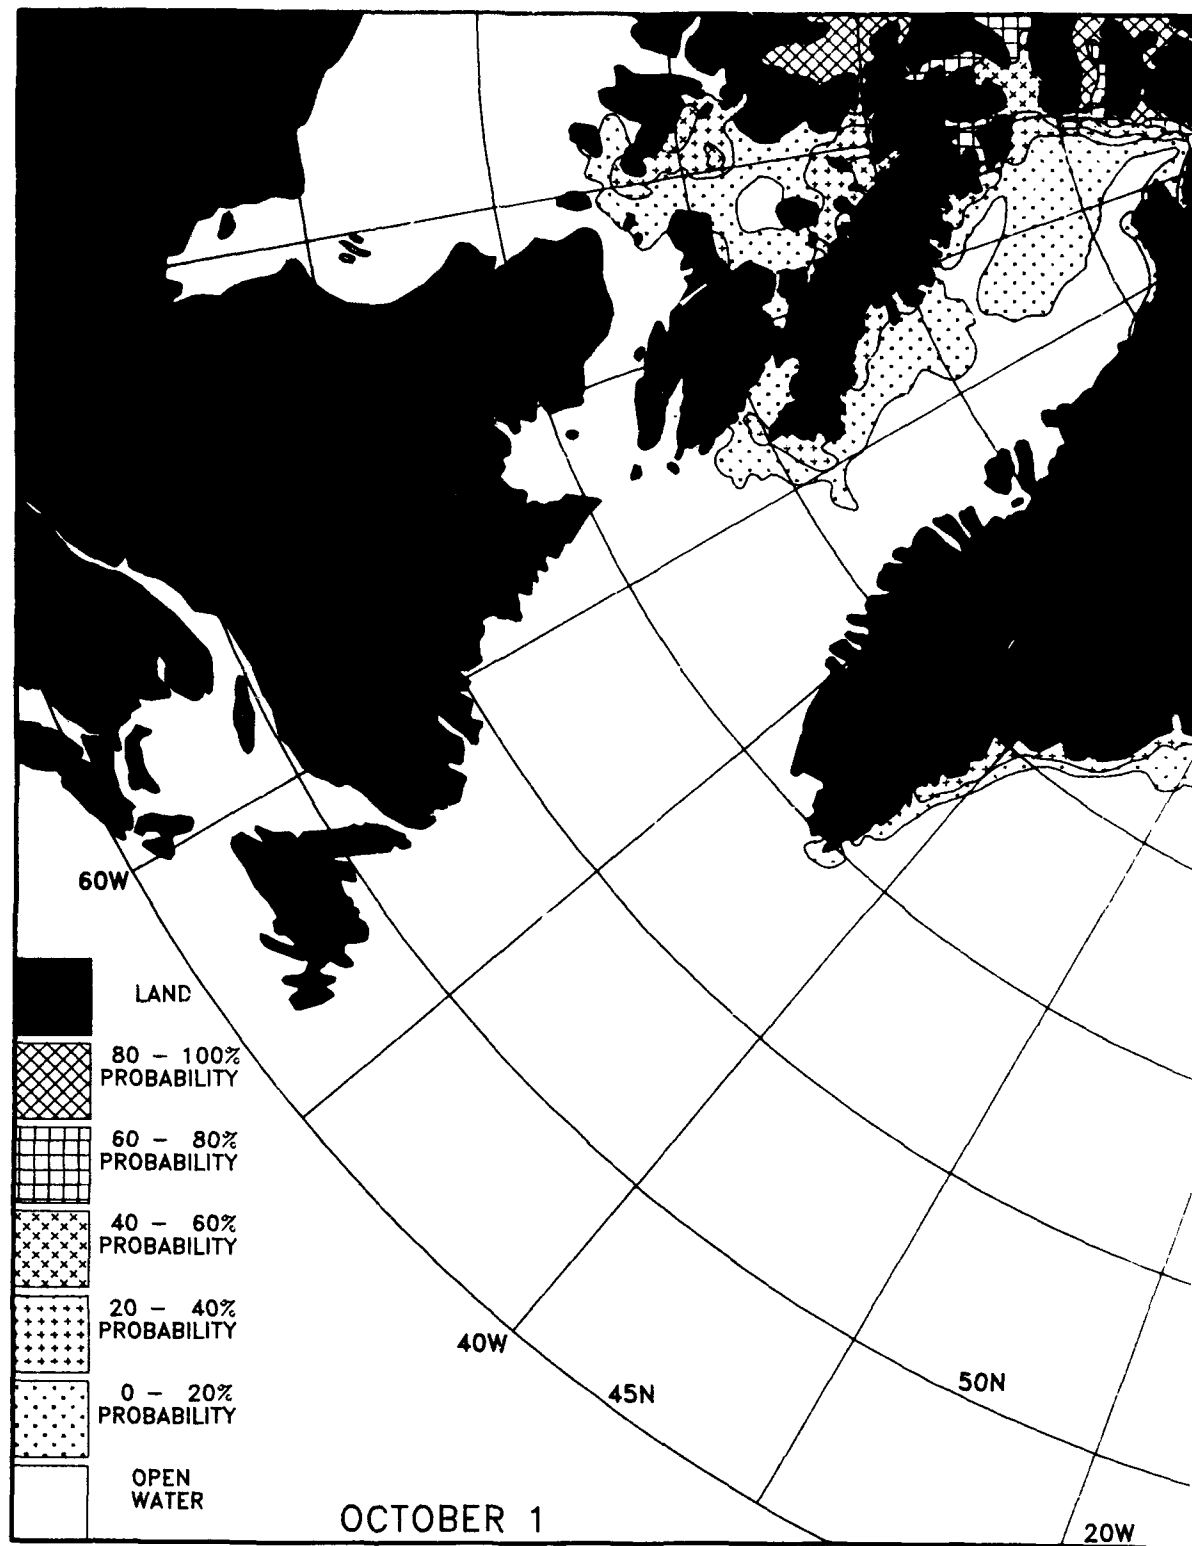 60W
LAND
80 – 100%
PROBABILITY
60 – 80%
PROBABILITY
40 – 60%
PROBABILITY
20 – 40%
PROBABILITY
0 – 20%
PROBABILITY
OPEN
WATER
40W
45N
50N
OCTOBER 1
20W